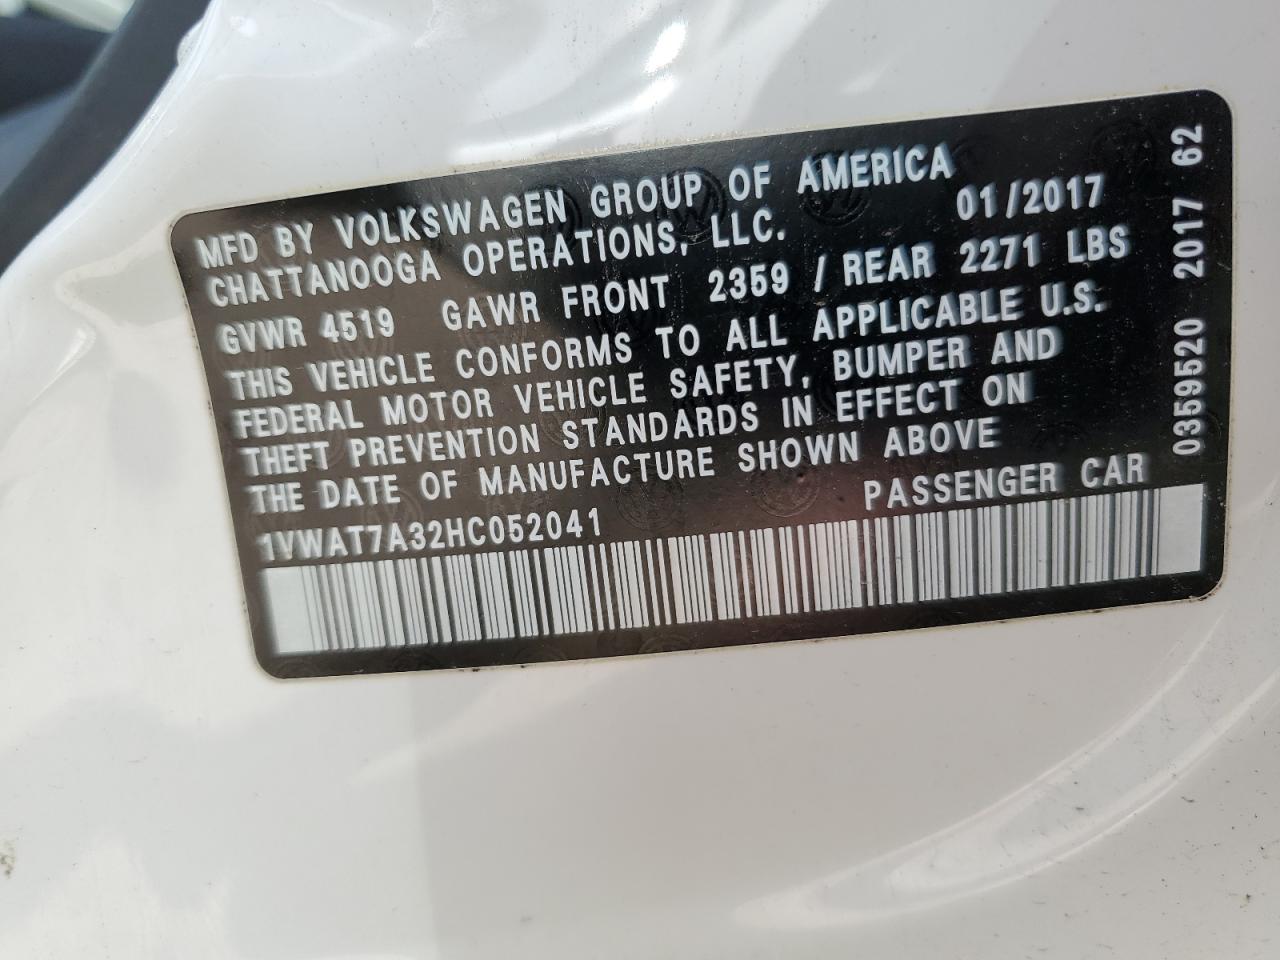 MFD BY VOLKSWAGEN GROUP OF AMERICA
CHATTANOOGA OPERATIONS, LLC. 01/2017
GVWR 4519 GAWR FRONT 2359 / REAR 2271 LBS
THIS VEHICLE CONFORMS TO ALL APPLICABLE U.S.
FEDERAL MOTOR VEHICLE SAFETY, BUMPER AND
THEFT PREVENTION STANDARDS IN EFFECT ON
THE DATE OF MANUFACTURE SHOWN ABOVE
PASSENGER CAR
1VWAT7A32HC052041
0359520 2017 62